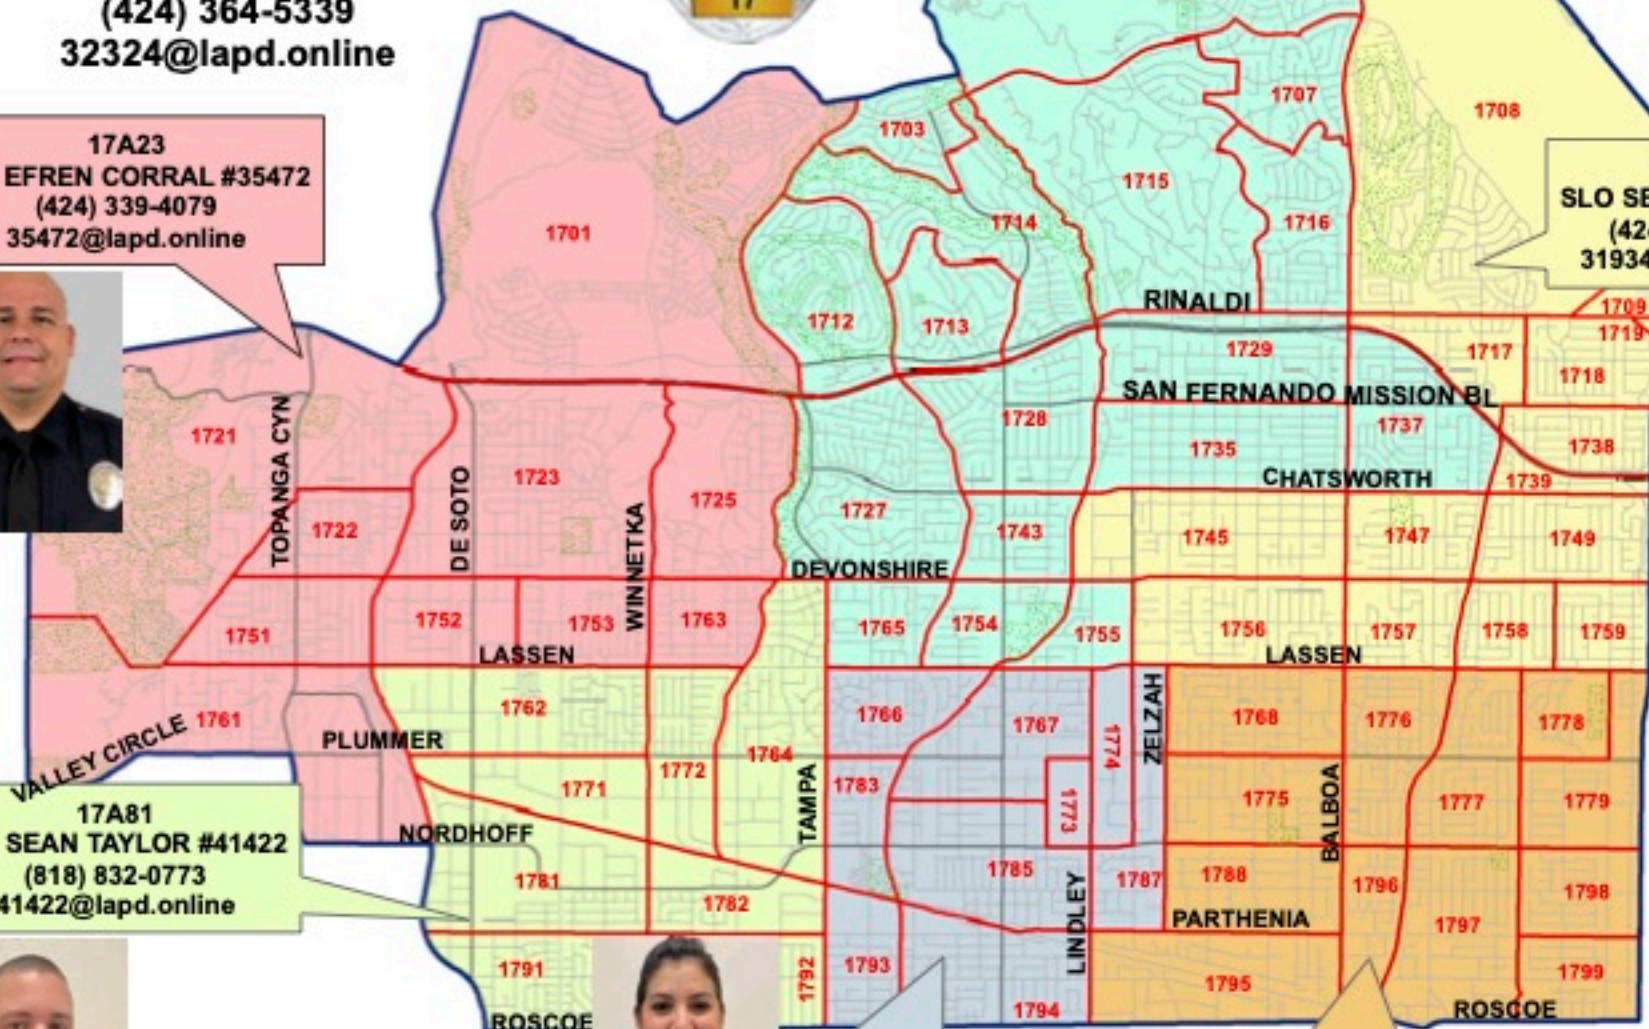 (424) 364-5339
32324@lapd.online
17
17A23
EFREN CORRAL #35472
(424) 339-4079
35472@lapd.online
SLO SE
(42
31934
17A81
SEAN TAYLOR #41422
(818) 832-0773
41422@lapd.online
1701
1703
1707
1708
1715
1716
1714
1712
1713
RINALDI
1709
1719
1729
1717
1718
SAN FERNANDO MISSION BL
1728
1737
1735
1738
CHATSWORTH
1739
1721
TOPANGA CYN
1722
DE SOTO
1723
WINNETKA
1725
1727
1743
1745
1747
1749
DEVONSHIRE
1751
1752
1753
1763
1765
1754
1755
1756
1757
1758
1759
LASSEN
LASSEN
1761
VALLEY CIRCLE
PLUMMER
1762
1764
1766
1767
1774
ZELZAH
1768
1776
1778
1771
1772
TAMPA
1783
1773
1775
BALBOA
1777
1779
NORDHOFF
1781
1782
1785
LINDLEY
1787
1788
1796
1797
1798
PARTHENIA
1791
1792
1793
1794
1795
1799
ROSCOE
ROSCOE